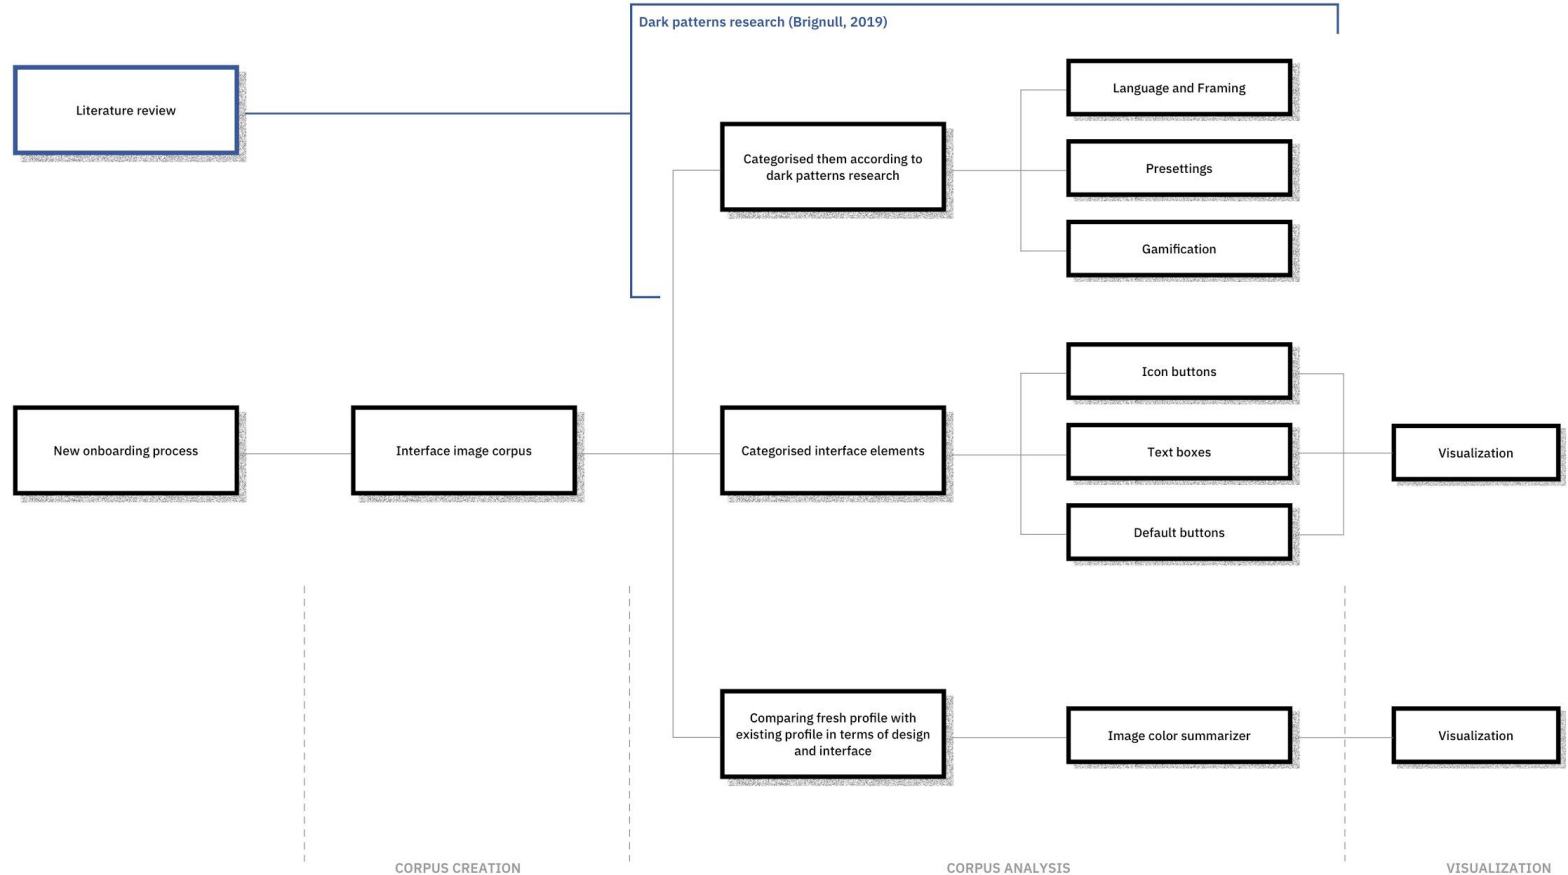 Dark patterns research (Brignull, 2019)
Literature review
Categorised them according to
dark patterns research
Language and Framing
Presettings
Gamification
New onboarding process
Interface image corpus
Categorised interface elements
Icon buttons
Text boxes
Default buttons
Visualization
Comparing fresh profile with
existing profile in terms of design
and interface
Image color summarizer
Visualization
CORPUS CREATION
CORPUS ANALYSIS
VISUALIZATION